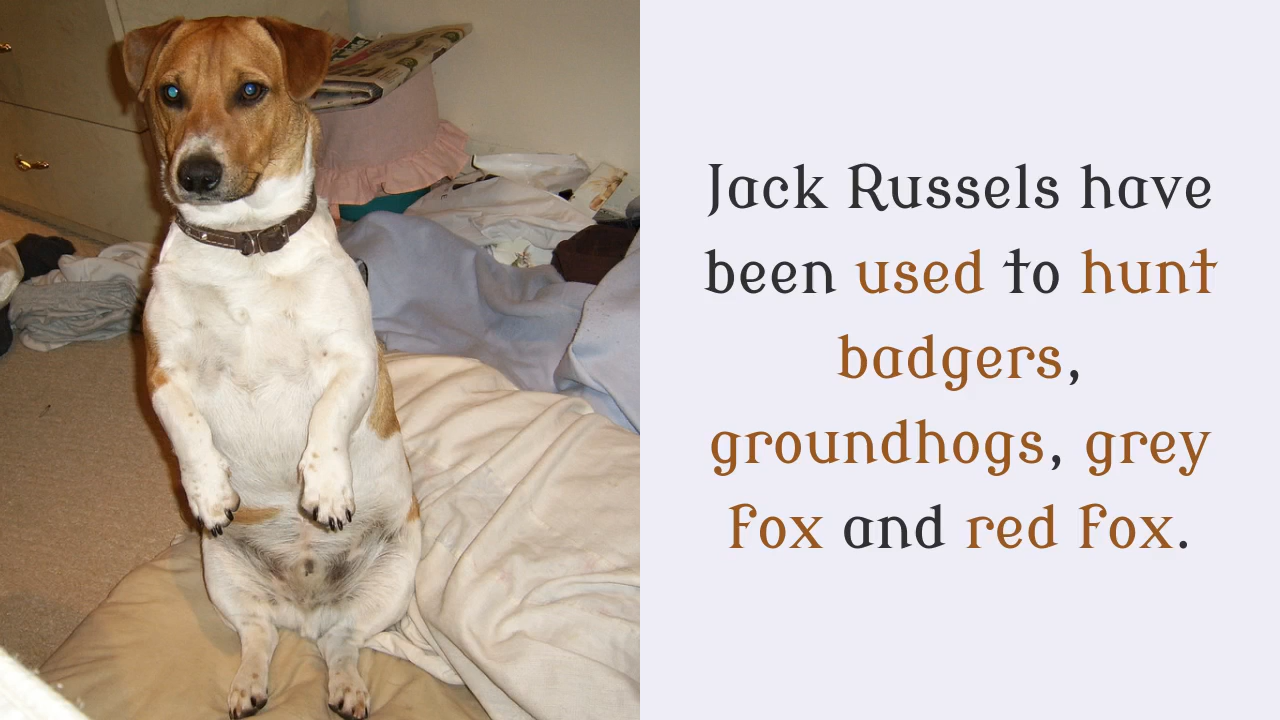 Jack Russels have
been used to hunt
badgers,
groundhogs, grey
fox and red fox.